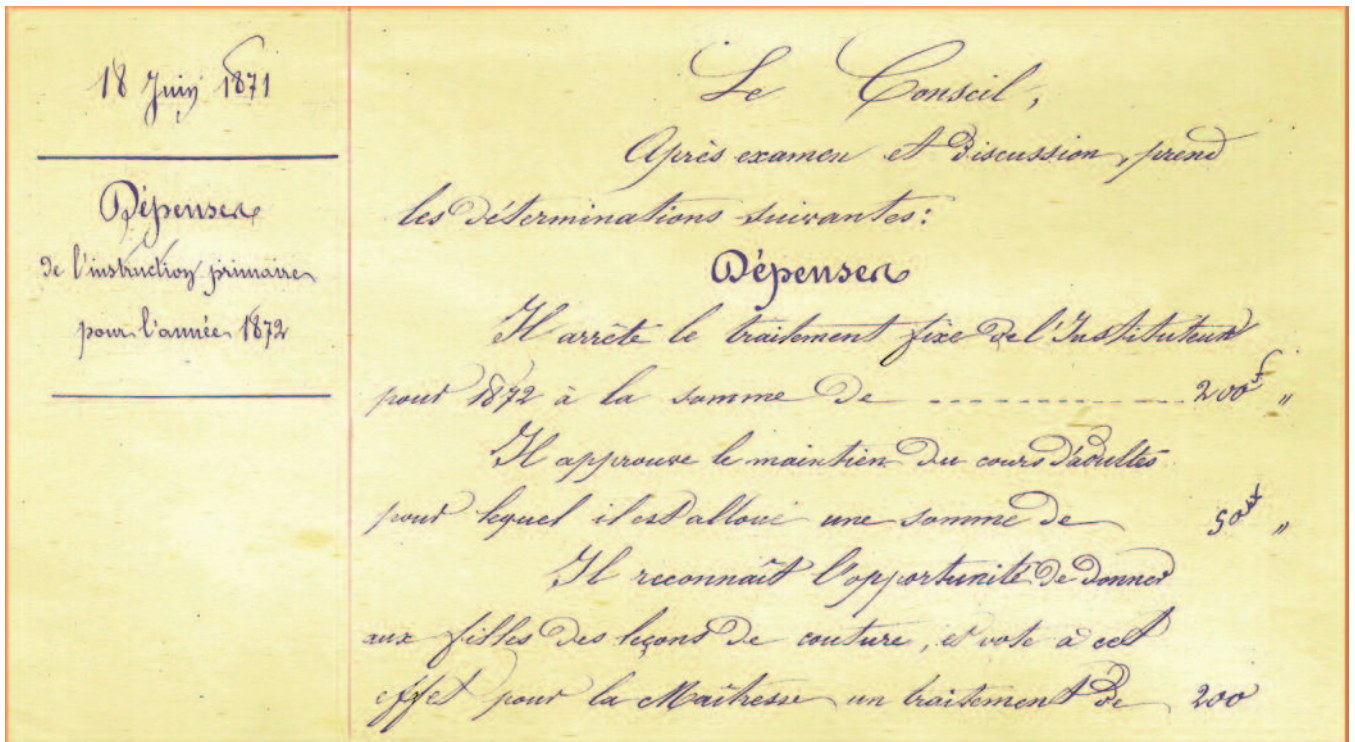 18 Juin 1871
Dépenses
de l'instruction primaire
pour l'année 1872
Le Conseil,
Après examen et discussion, prend
les déterminations suivantes :
Dépenses
Il arrête le traitement fixe de l'Instituteur
pour 1872 à la somme de ------------- 200 f "
Il approuve le maintien du cours d'adultes
pour lequel il est alloué une somme de 50 "
Il reconnaît l'opportunité de donner
aux filles des leçons de couture, et vote à cet
effet pour la Maîtresse un traitement de 200